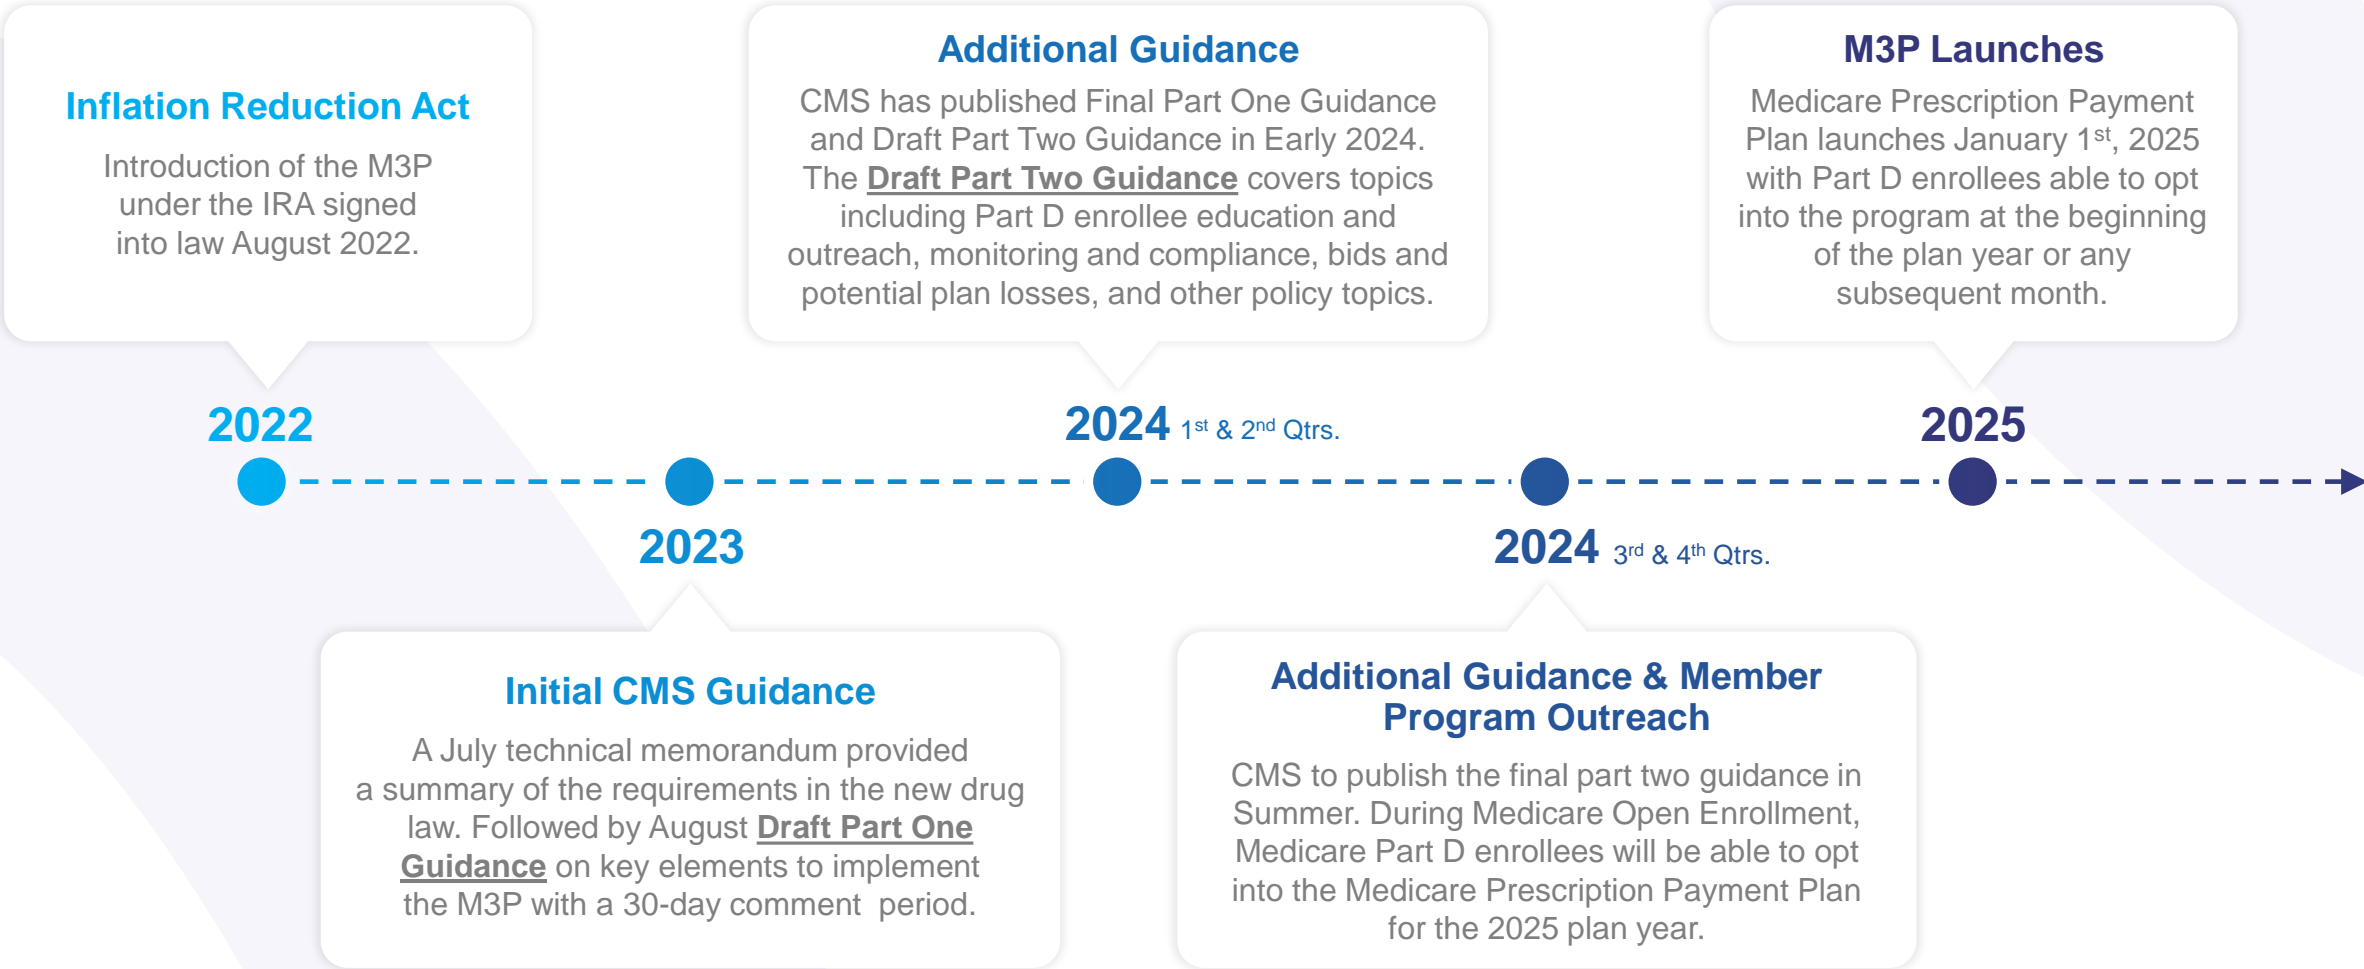 Inflation Reduction Act
Introduction of the M3P
under the IRA signed
into law August 2022.
2022
Additional Guidance
CMS has published Final Part One Guidance
and Draft Part Two Guidance in Early 2024.
The Draft Part Two Guidance covers topics
including Part D enrollee education and
outreach, monitoring and compliance, bids and
potential plan losses, and other policy topics.
2024 1st & 2nd Qtrs.
M3P Launches
Medicare Prescription Payment
Plan launches January 1st, 2025
with Part D enrollees able to opt
into the program at the beginning
of the plan year or any
subsequent month.
2025
2023
Initial CMS Guidance
A July technical memorandum provided
a summary of the requirements in the new drug
law. Followed by August Draft Part One
Guidance on key elements to implement
the M3P with a 30-day comment period.
2024 3rd & 4th Qtrs.
Additional Guidance & Member
Program Outreach
CMS to publish the final part two guidance in
Summer. During Medicare Open Enrollment,
Medicare Part D enrollees will be able to opt
into the Medicare Prescription Payment Plan
for the 2025 plan year.